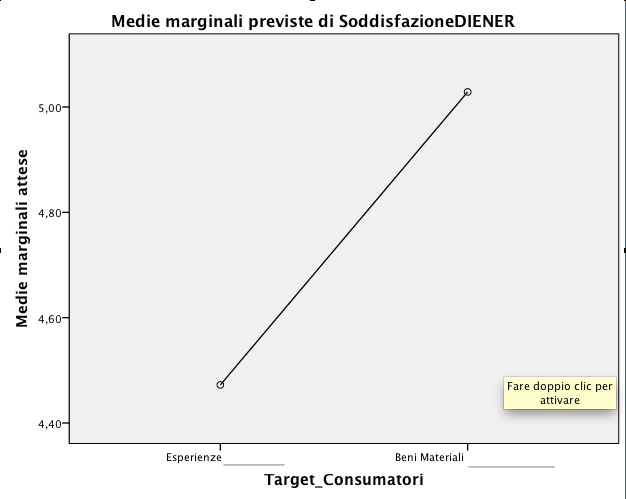 Medie marginali previste di SoddisfazioneDIENER
Medie marginali attese
5,00
4,80
4,60
4,40
Fare doppio clic per
attivare
Esperienze
Beni Materiali
Target_Consumatori